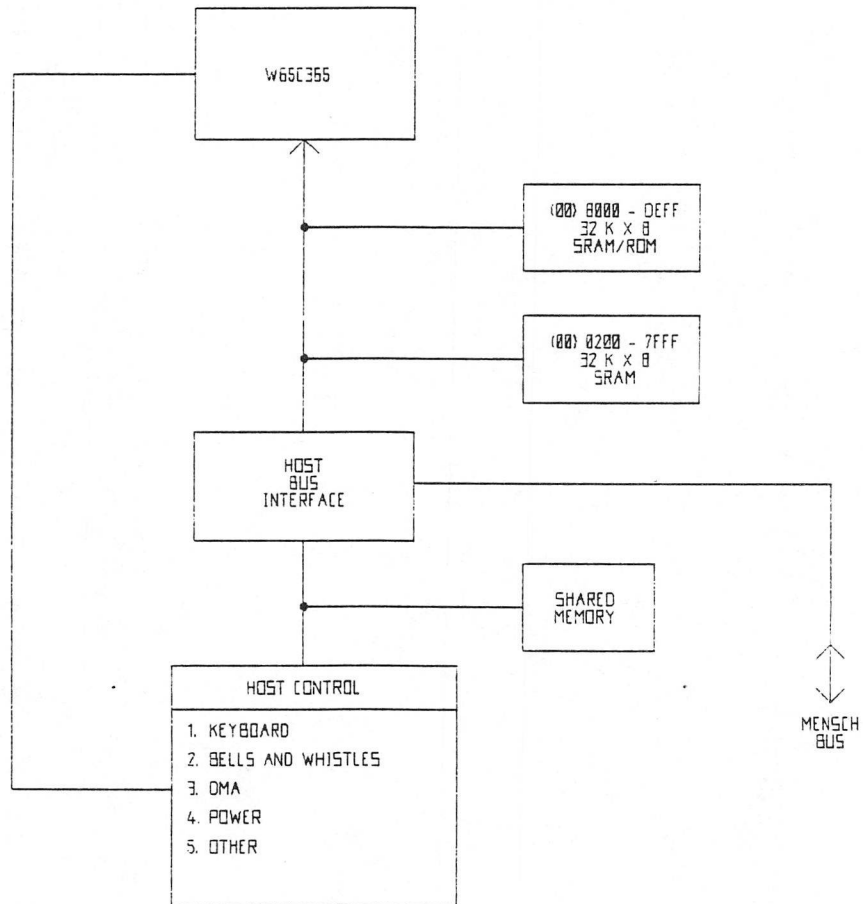 W65C365
(00) 8000 - DEFF
32 K X 8
SRAM/ROM
(00) 0200 - 7FFF
32 K X 8
SRAM
HOST
BUS
INTERFACE
SHARED
MEMORY
HOST CONTROL
1. KEYBOARD
2. BELLS AND WHISTLES
3. DMA
4. POWER
5. OTHER
MENSCH
BUS